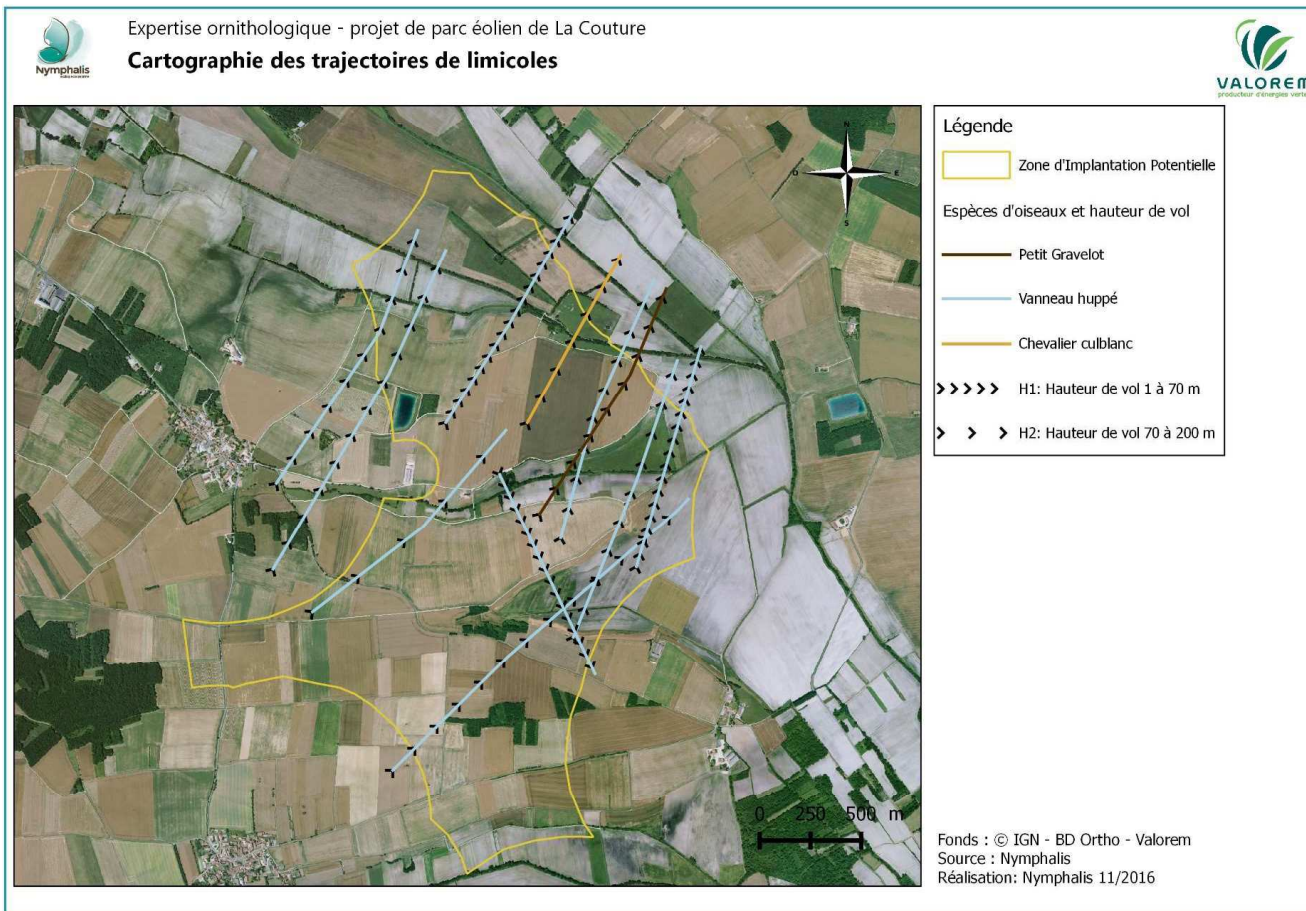 Expertise ornithologique - projet de parc éolien de La Couture
Cartographie des trajectoires de limicoles
Nymphalis
VALOREM
producteur d'énergies vertes
N
O
E
S
0 250 500 m
Légende
Zone d'Implantation Potentielle
Espèces d'oiseaux et hauteur de vol
Petit Gravelot
Vanneau huppé
Chevalier culblanc
H1: Hauteur de vol 1 à 70 m
H2: Hauteur de vol 70 à 200 m
Fonds : © IGN - BD Ortho - Valorem
Source : Nymphalis
Réalisation: Nymphalis 11/2016